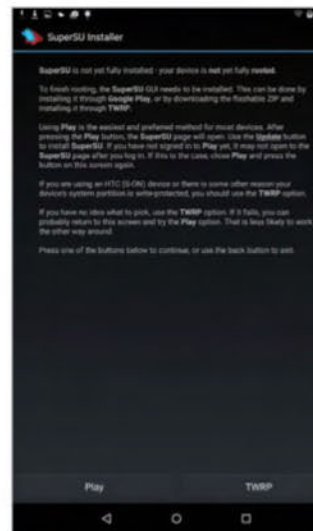 SuperSU Installer
SuperSU is not yet fully installed - your device is not yet fully rooted.
To finish rooting, the SuperSU GUI needs to be installed. This can be done by
installing it through Google Play, or by downloading the flashable ZIP and
installing it through TWRP.
Using Play is the easiest and preferred method for most devices. After
pressing the Play button, the SuperSU page will open. Use the Update button
to install SuperSU. If you have not signed in to Play yet, it may not open to the
SuperSU page after you log in. If this is the case, chose Play and press the
button on this screen again.
If you are using an HTC (S-ON) device or there is some other reason your
device's system partition is write-protected, you should use the TWRP option.
If you have no idea what to pick, use the TWRP option. If it fails, you can
probably return to this screen and try the Play option. That is less likely to work
the other way around.
Press one of the buttons below to continue, or use the back button to exit.
Play
TWRP